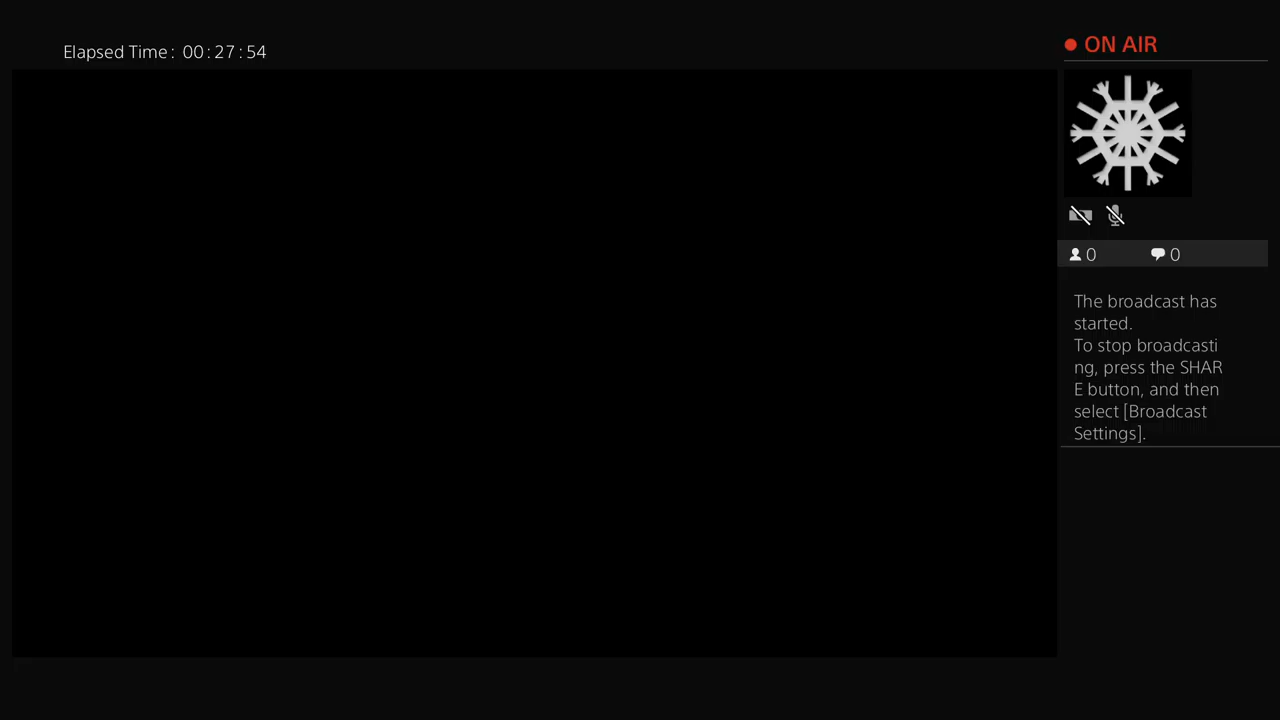 Elapsed Time: 00:27:54
ON AIR
0 0
The broadcast has
started.
To stop broadcasti
ng, press the SHAR
E button, and then
select [Broadcast
Settings].